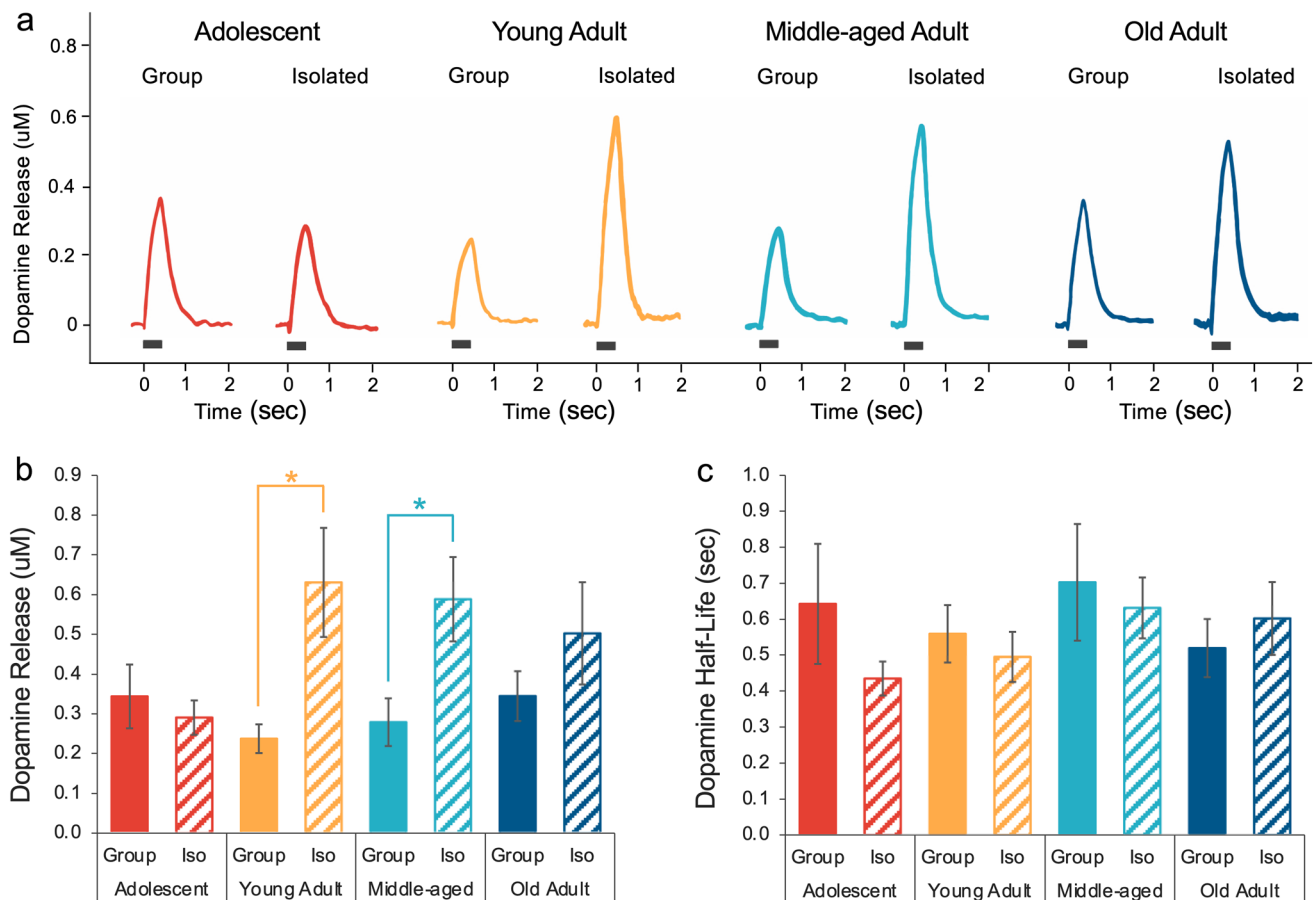 a
Adolescent Young Adult Middle-aged Adult Old Adult
Group Isolated Group Isolated Group Isolated Group Isolated
Dopamine Release (uM)
0.8
0.6
0.4
0.2
0
0 1 2 0 1 2 0 1 2 0 1 2 0 1 2 0 1 2 0 1 2 0 1 2
Time (sec) Time (sec) Time (sec) Time (sec)
b
Dopamine Release (uM)
0.9
0.8
0.7
0.6
0.5
0.4
0.3
0.2
0.1
0.0
*
*
Group Iso Group Iso Group Iso Group Iso
Adolescent Young Adult Middle-aged Old Adult
c
Dopamine Half-Life (sec)
1.0
0.9
0.8
0.7
0.6
0.5
0.4
0.3
0.2
0.1
0.0
Group Iso Group Iso Group Iso Group Iso
Adolescent Young Adult Middle-aged Old Adult